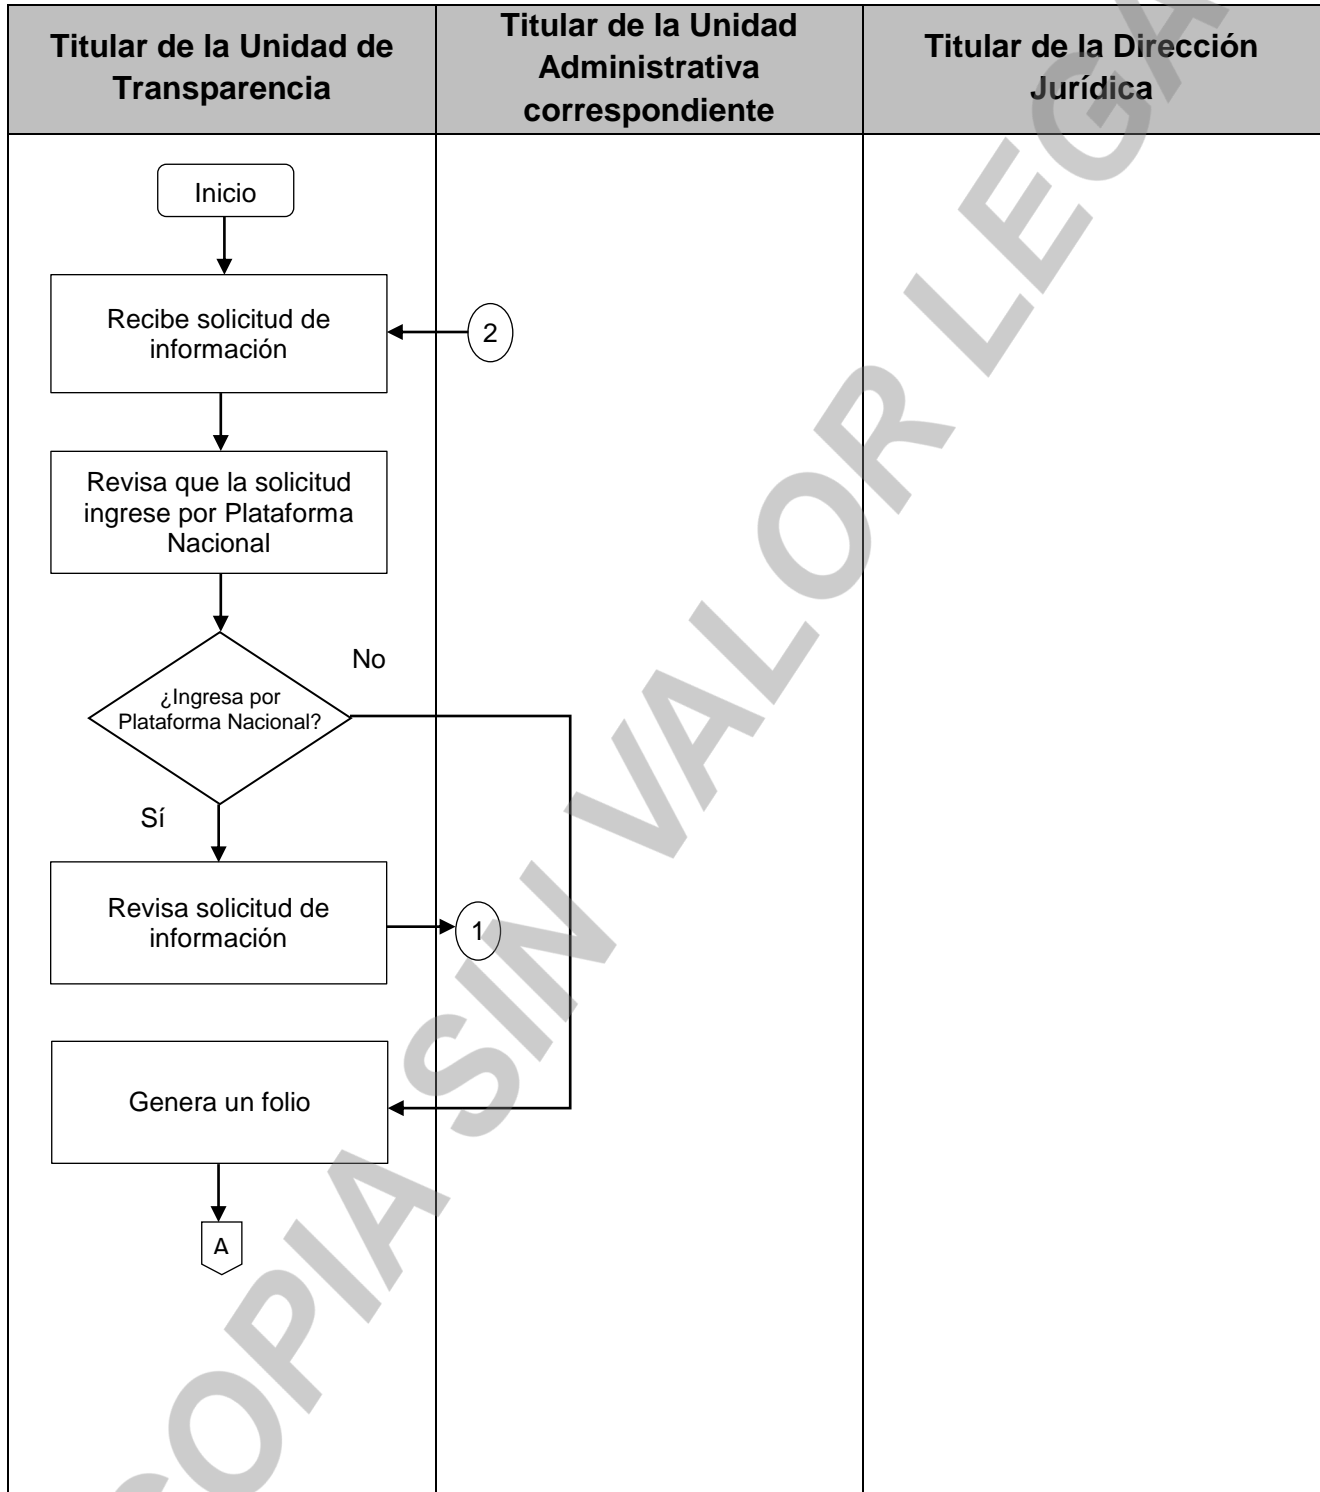 Titular de la Unidad de
Transparencia
Titular de la Unidad
Administrativa
correspondiente
Titular de la Dirección
Jurídica
Inicio
Recibe solicitud de
información
2
Revisa que la solicitud
ingrese por Plataforma
Nacional
No
¿Ingresa por
Plataforma Nacional?
Sí
Revisa solicitud de
información
1
Genera un folio
A
COPIA SIN VALOR LEGA